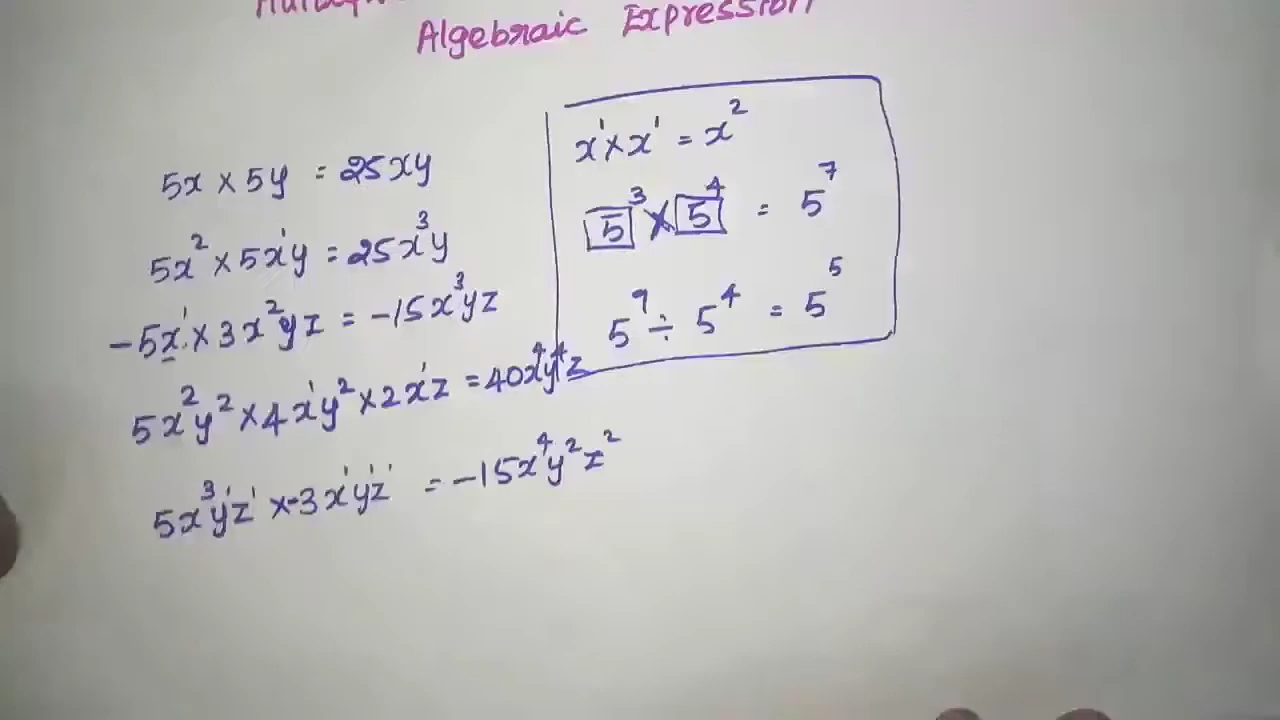 Algebraic Expression
5x × 5y = 25xy
5x² × 5x¹y = 25x³y
-5x¹ × 3x²yz = -15x³yz
5x²y² × 4x¹y² × 2x¹z = 40x⁴y⁴z
5x³y¹z¹ × -3x¹y¹z¹ = -15x⁴y²z²
x¹ × x¹ = x²
5³ × 5⁴ = 5⁷
5⁹ ÷ 5⁴ = 5⁵